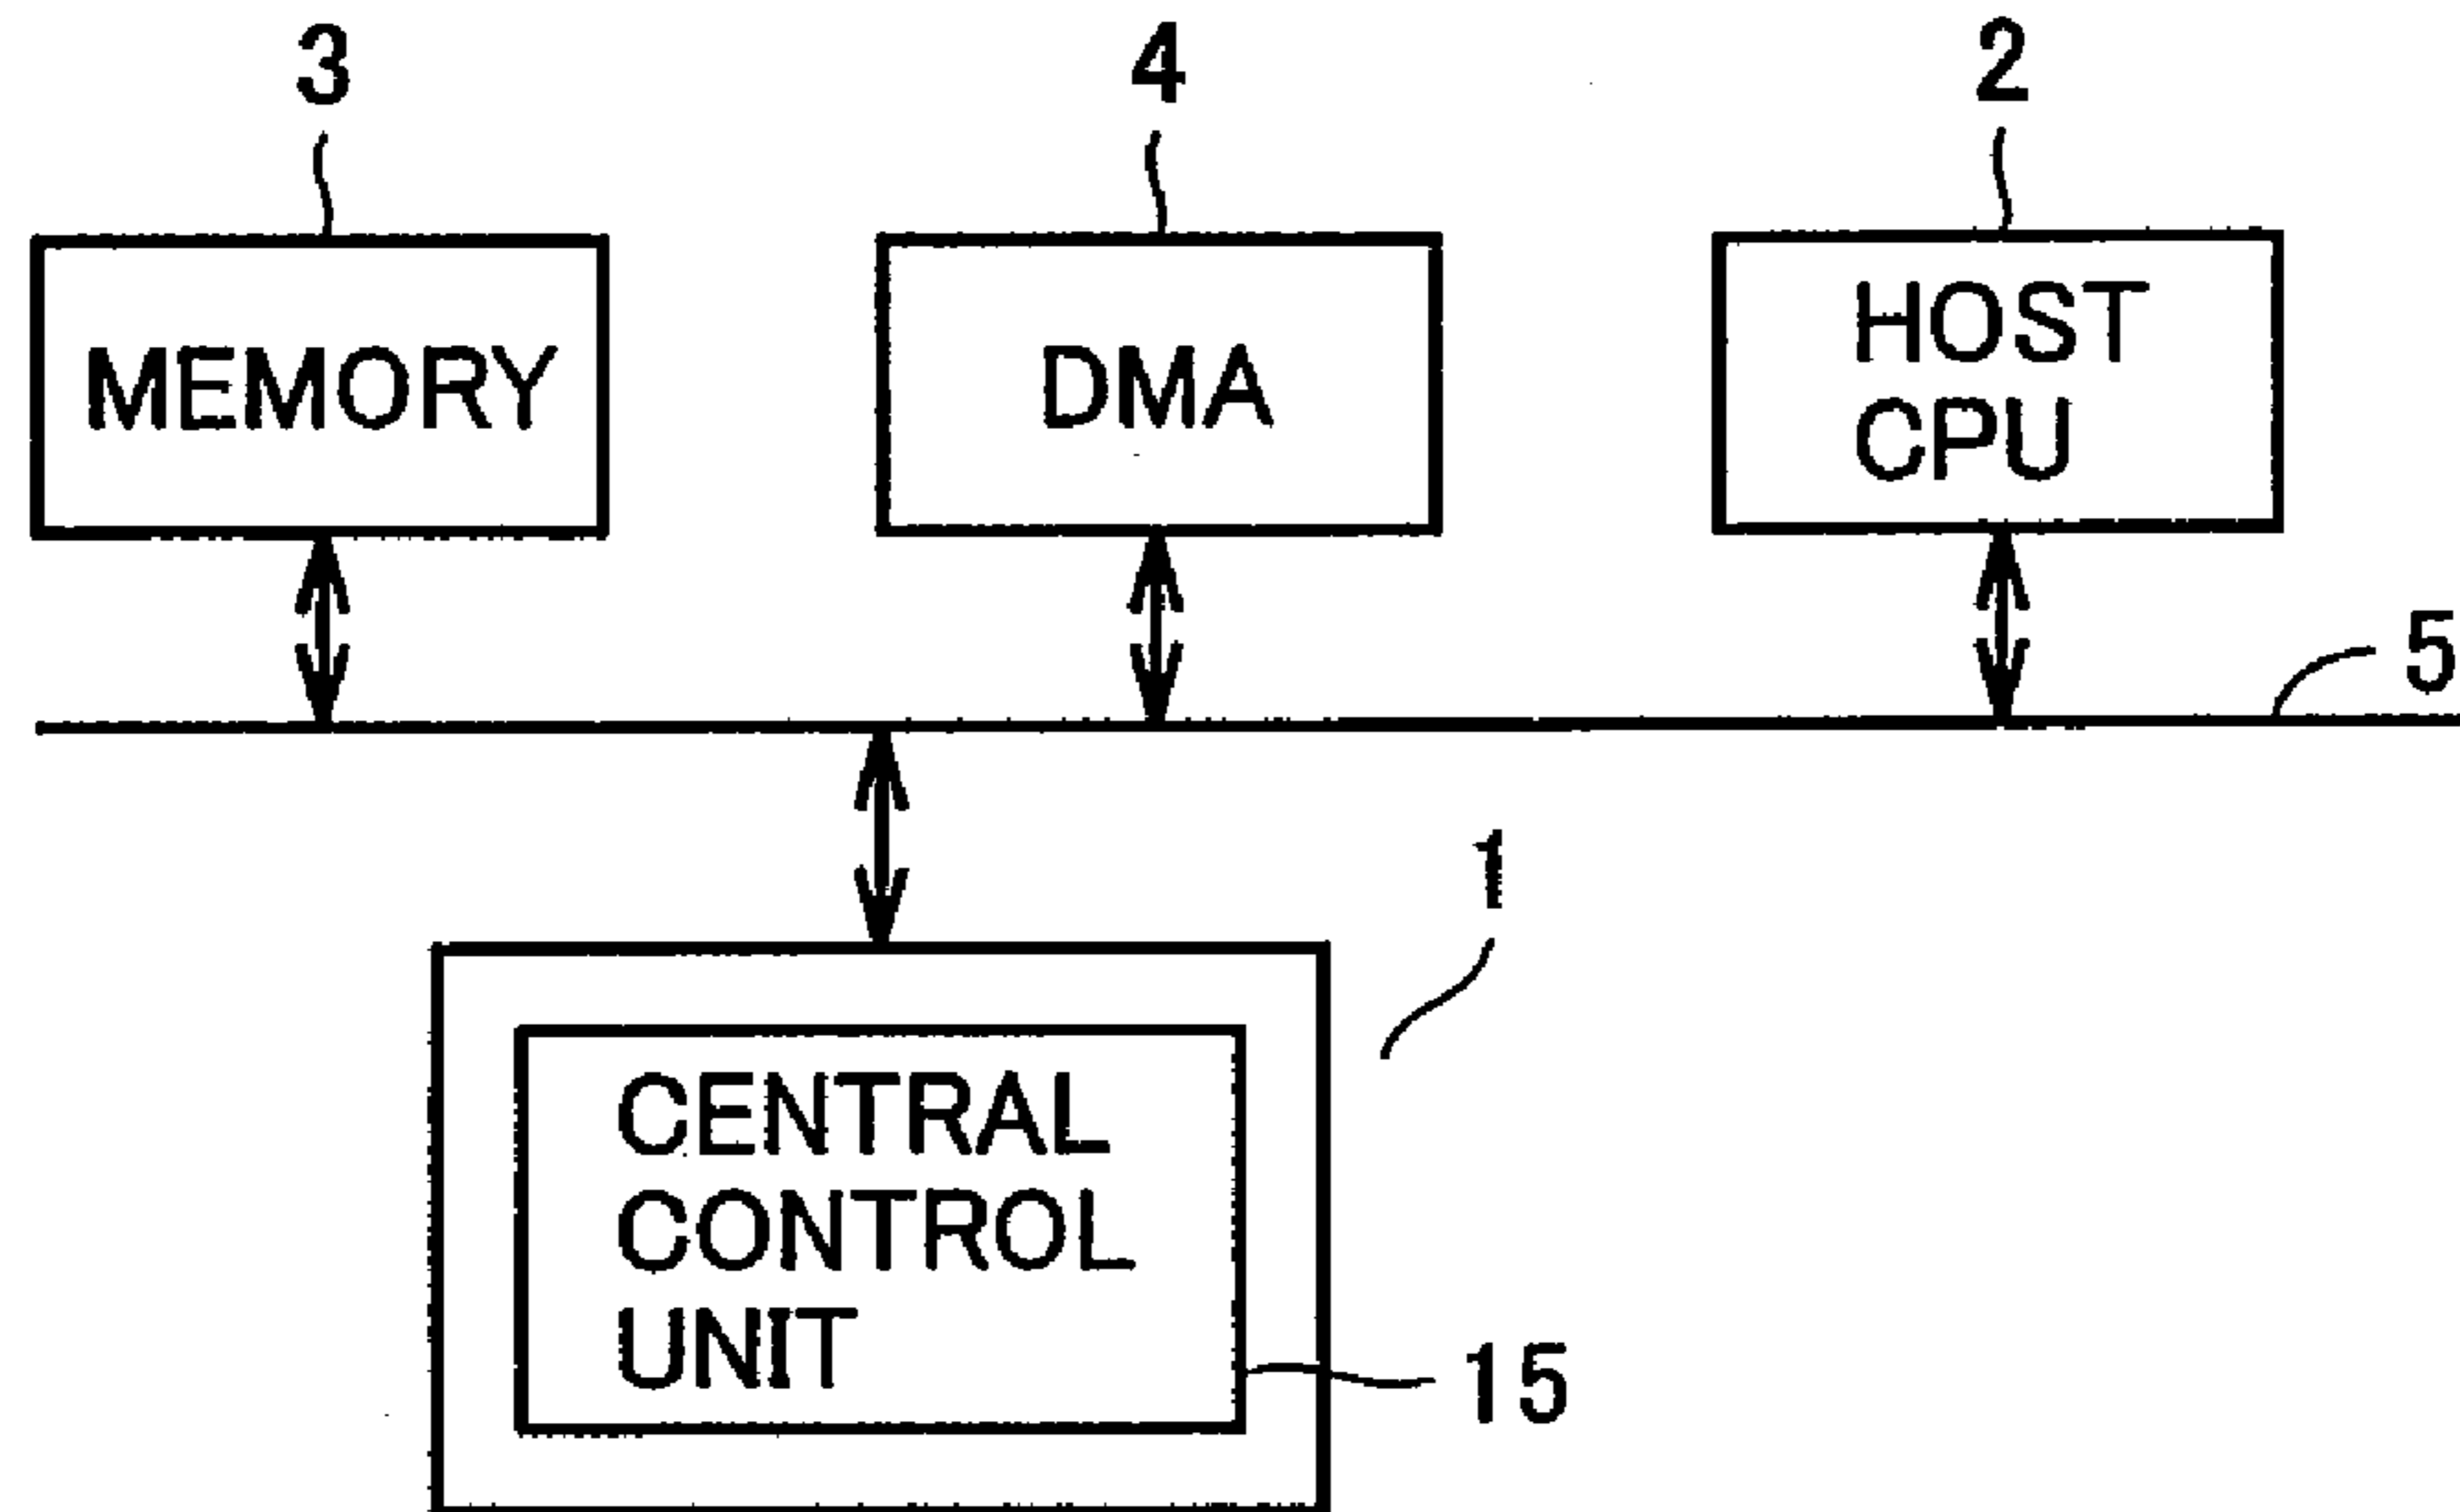 3
4
2
MEMORY
DMA
HOST
CPU
5
1
CENTRAL
CONTROL
UNIT
15